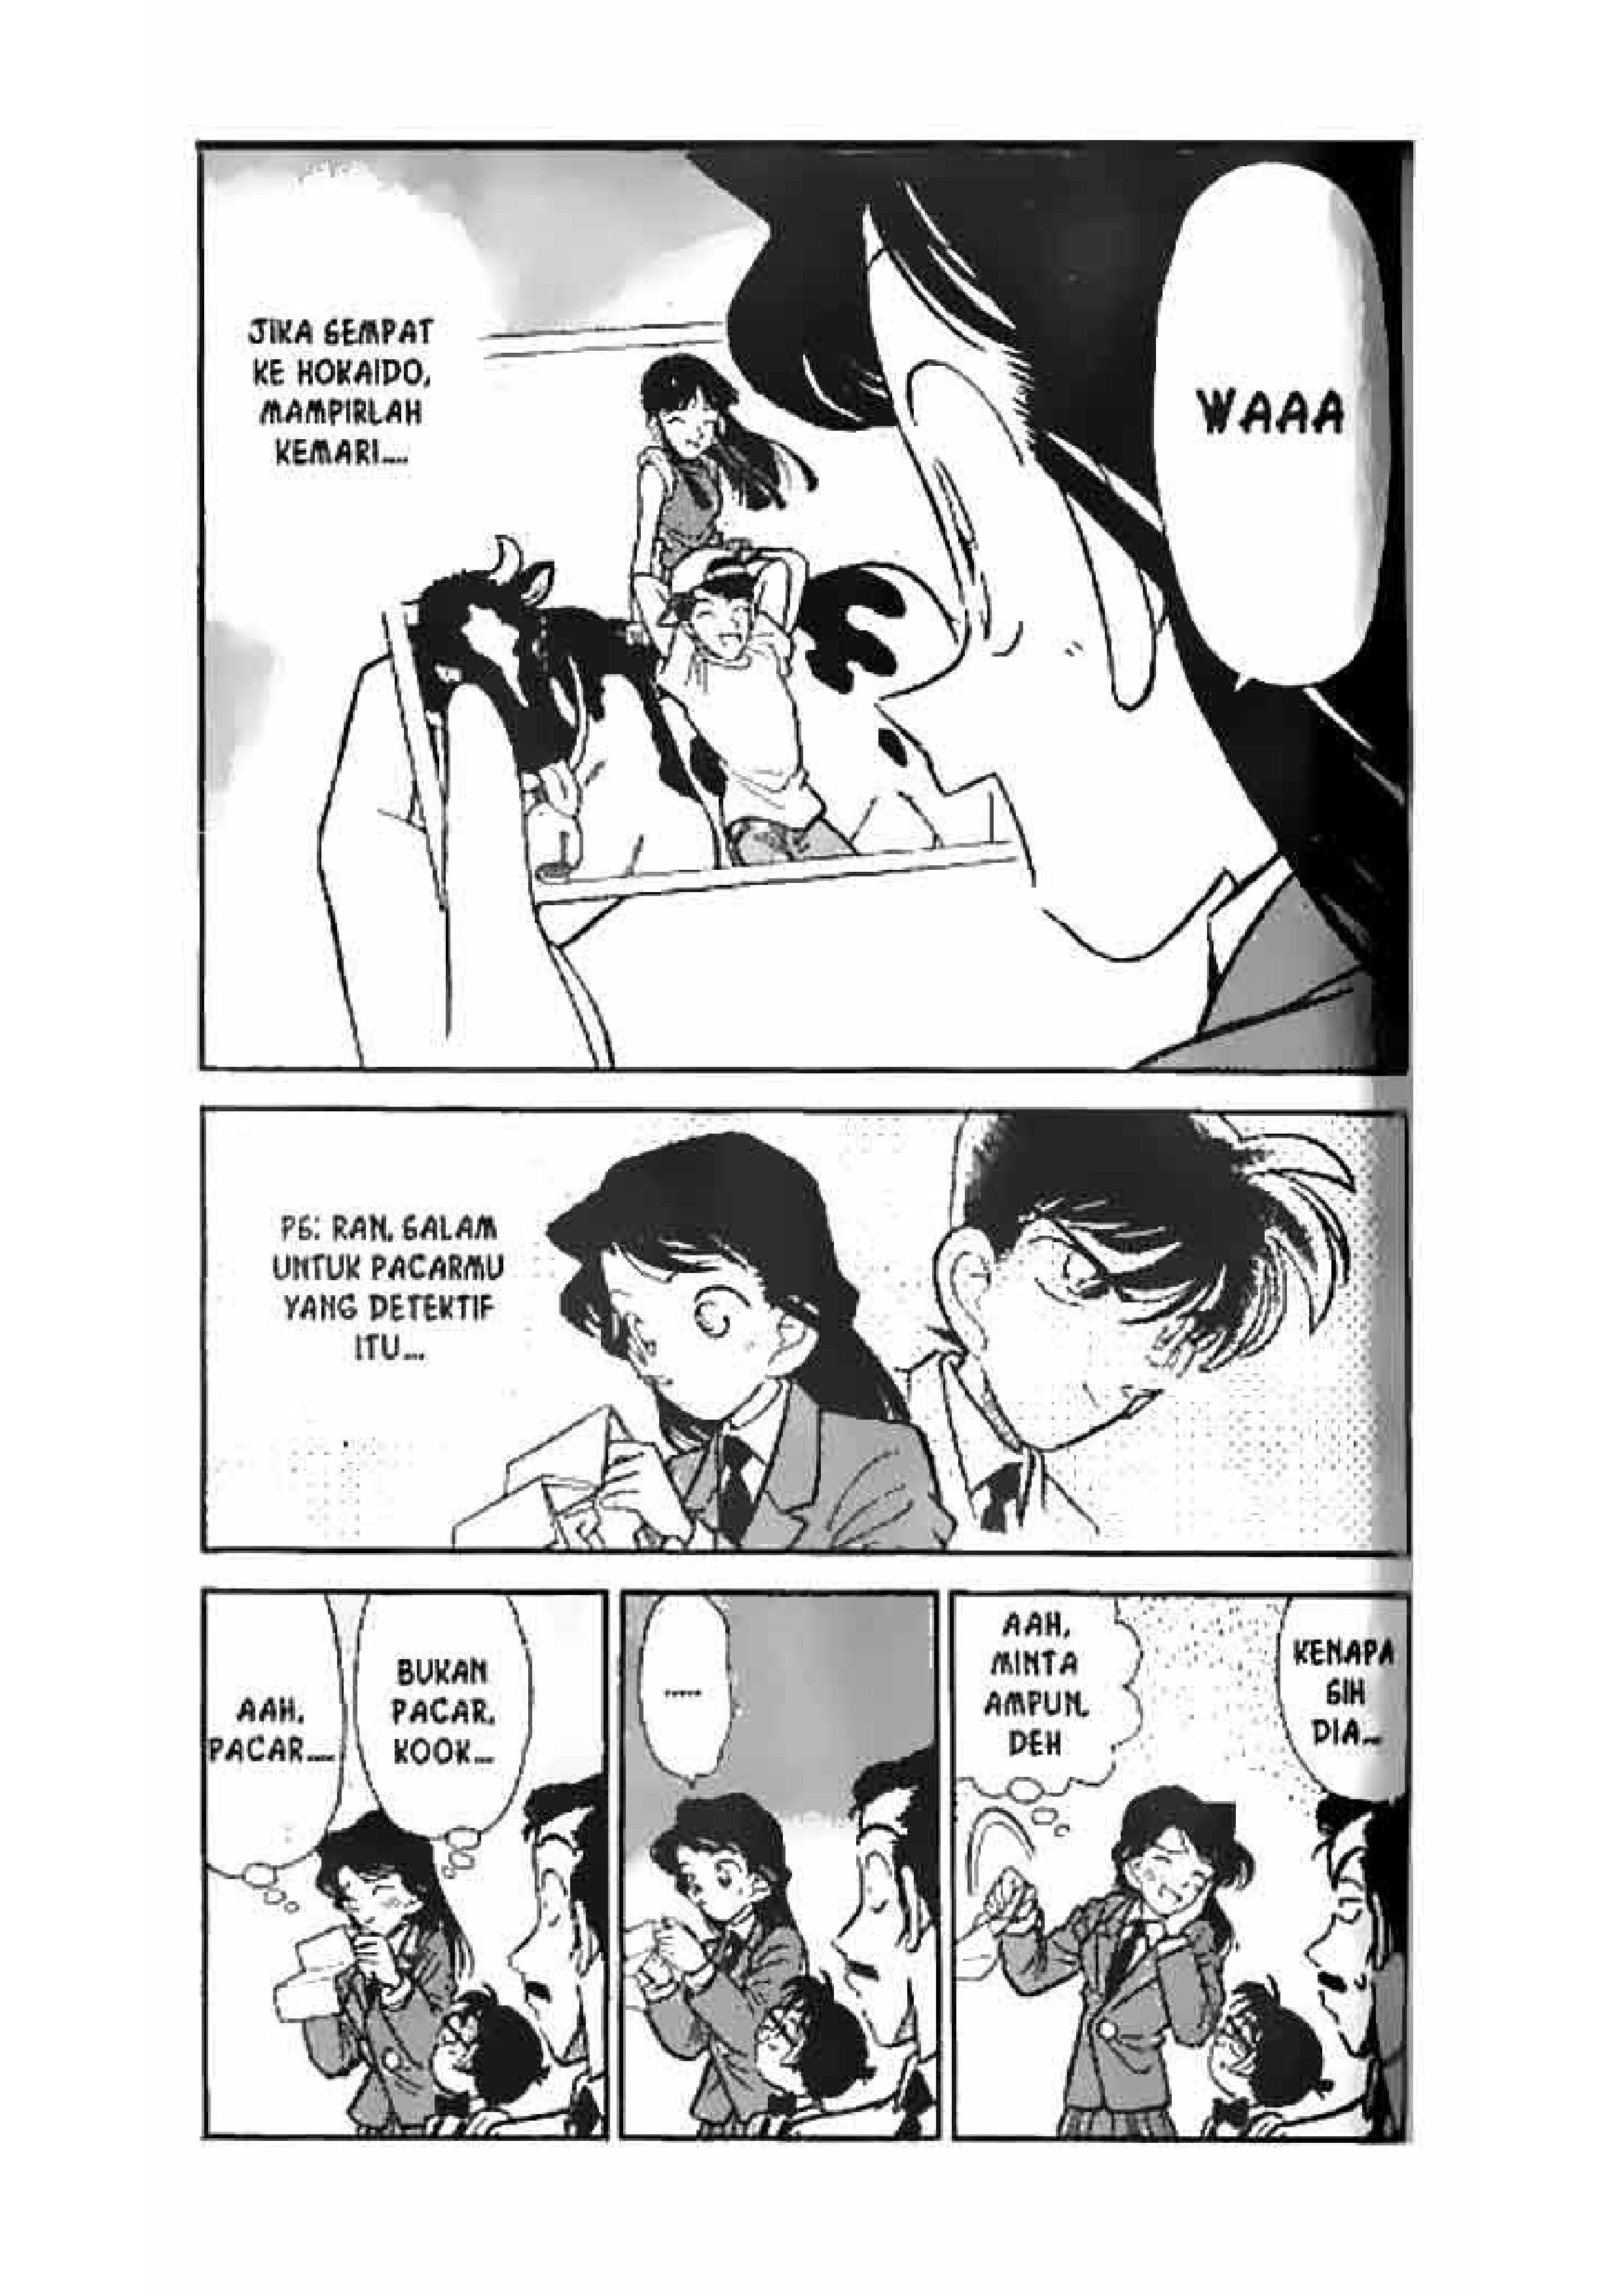 JIKA SEMPAT
KE HOKAIDO,
MAMPIRLAH
KEMARI....
WAAA
PS: RAN, SALAM
UNTUK PACARMU
YANG DETEKTIF
ITU...
AAH,
PACAR....
BUKAN
PACAR,
KOOK...
.....
AAH,
MINTA
AMPUN,
DEH
KENAPA
SIH
DIA...